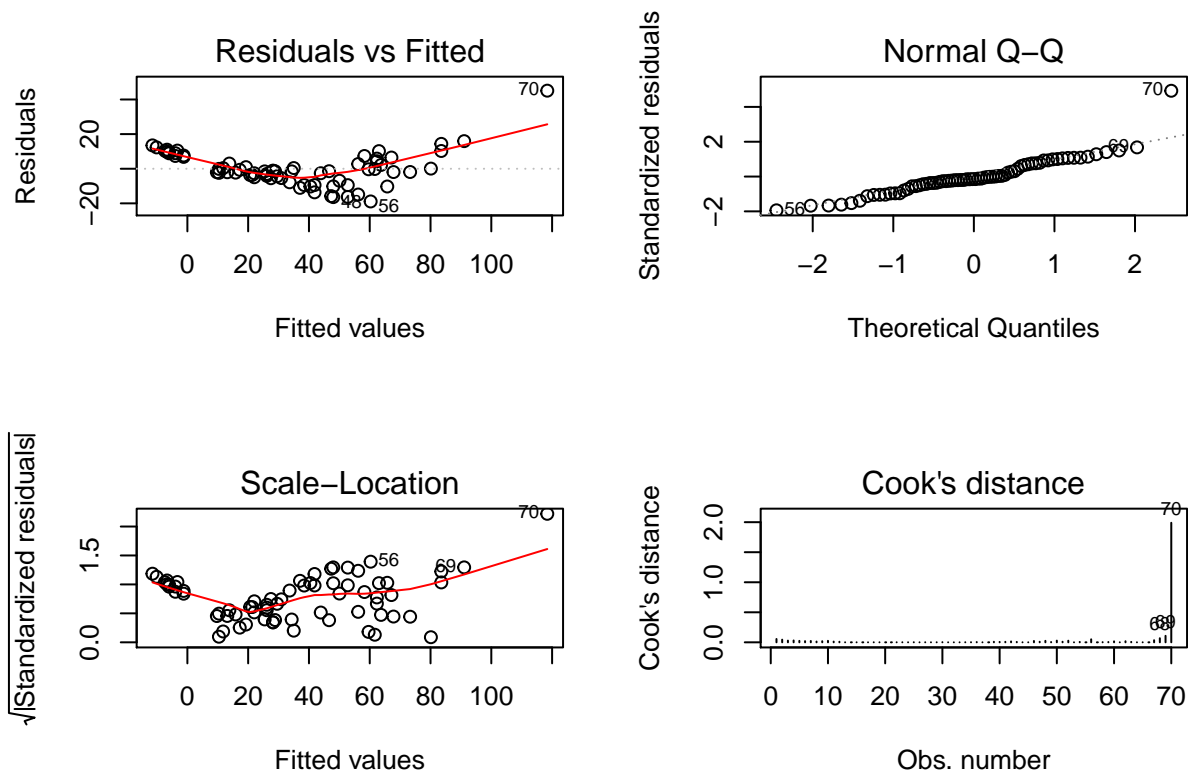 Residuals vs Fitted
Residuals
20
−20
70
48
56
0 20 40 60 80 100
Fitted values
Normal Q−Q
Standardized residuals
2
−2
70
69
56
−2 −1 0 1 2
Theoretical Quantiles
Scale−Location
√|Standardized residuals|
1.5
0.0
70
56
69
0 20 40 60 80 100
Fitted values
Cook's distance
Cook's distance
2.0
1.0
0.0
70
69
0 10 20 30 40 50 60 70
Obs. number